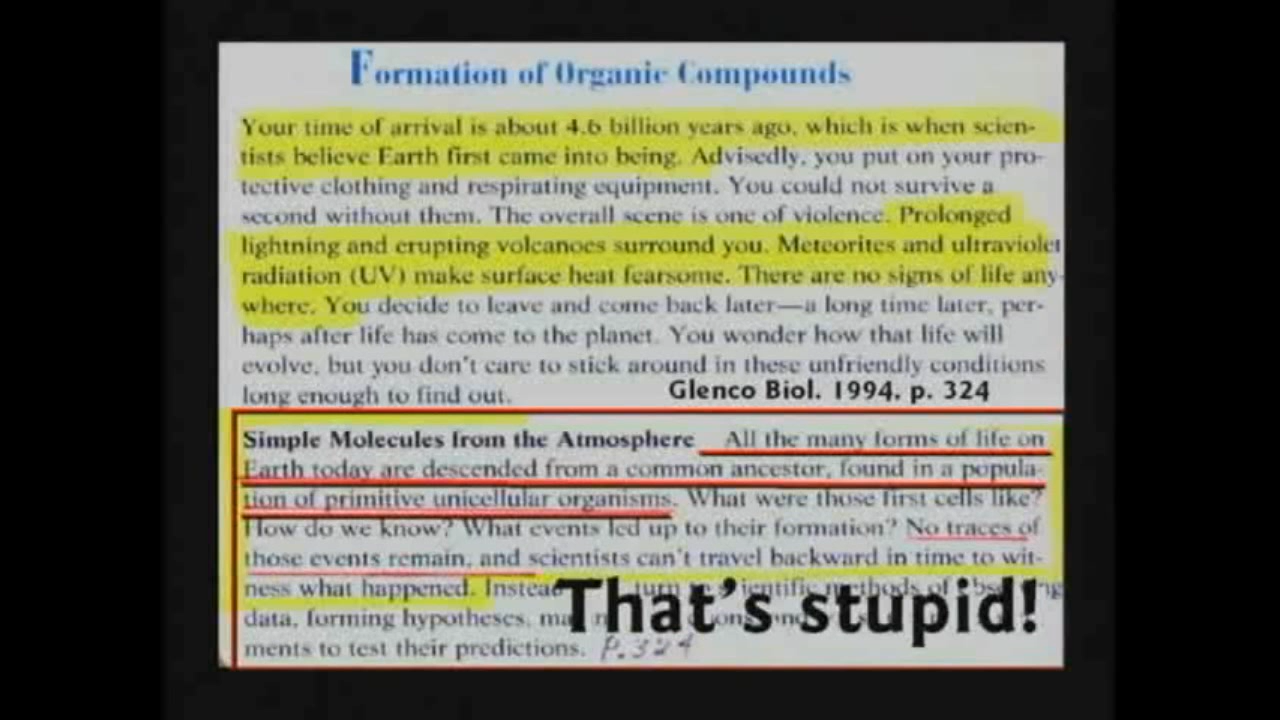 Formation of Organic Compounds
Your time of arrival is about 4.6 billion years ago, which is when scien-
tists believe Earth first came into being. Advisedly, you put on your pro-
tective clothing and respirating equipment. You could not survive a
second without them. The overall scene is one of violence. Prolonged
lightning and erupting volcanoes surround you. Meteorites and ultraviolet
radiation (UV) make surface heat fearsome. There are no signs of life any-
where. You decide to leave and come back later—a long time later, per-
haps after life has come to the planet. You wonder how that life will
evolve, but you don't care to stick around in these unfriendly conditions
long enough to find out.
Glenco Biol. 1994, p. 324
Simple Molecules from the Atmosphere All the many forms of life on
Earth today are descended from a common ancestor, found in a popula-
tion of primitive unicellular organisms. What were those first cells like?
How do we know? What events led up to their formation? No traces of
those events remain, and scientists can't travel backward in time to wit-
ness what happened. Instead turn scientific methods of
That's stupid!
data, forming hypotheses,
ments to test their predictions. P.324